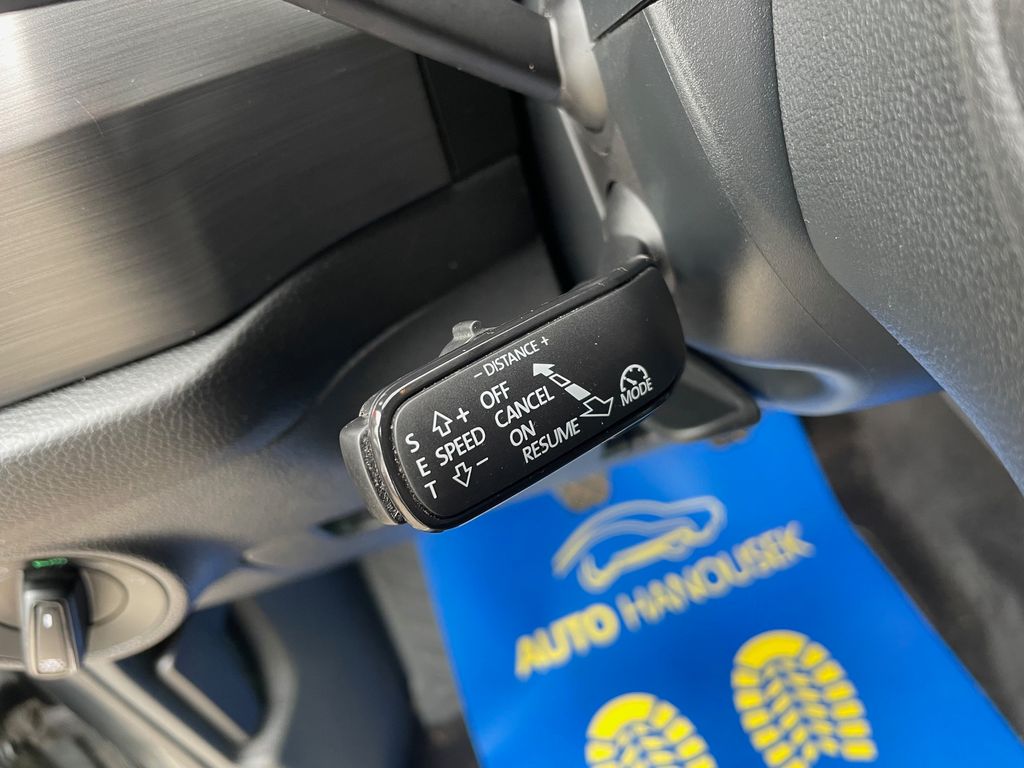 - DISTANCE +
OFF
CANCEL
ON
RESUME
MODE
S
E
T
+
SPEED
-
AUTO HANOUSEK